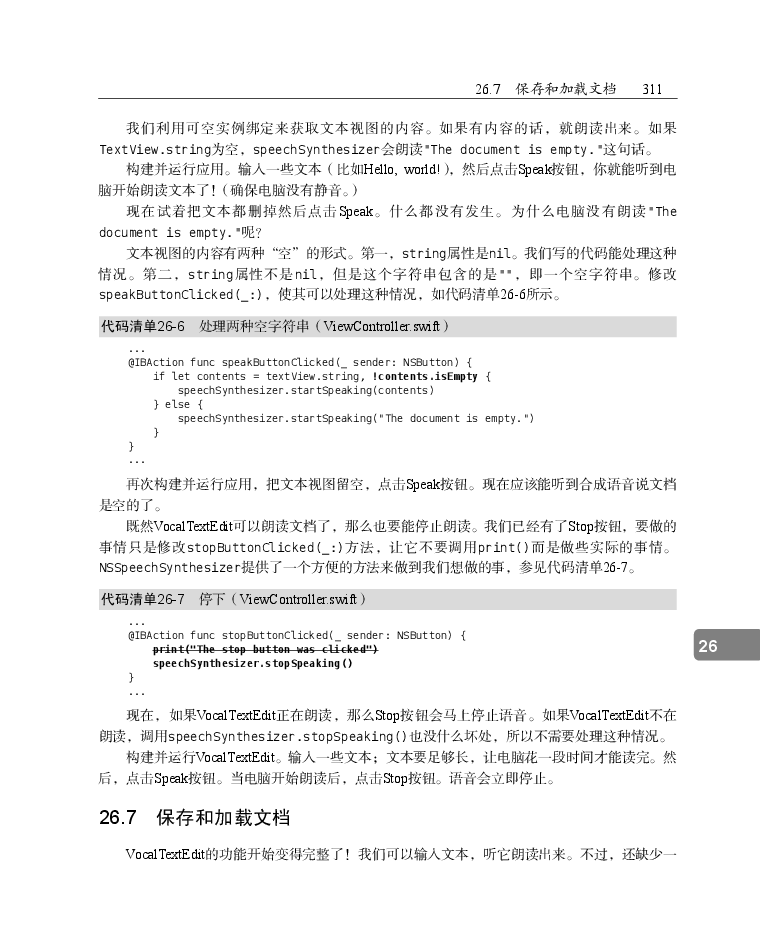 26.7 保存和加载文档 311
我们利用可空实例绑定来获取文本视图的内容。如果有内容的话，就朗读出来。如果
TextView.string为空，speechSynthesizer会朗读"The document is empty."这句话。
构建并运行应用。输入一些文本（比如Hello, world!），然后点击Speak按钮，你就能听到电
脑开始朗读文本了！（确保电脑没有静音。）
现在试着把文本都删掉然后点击Speak。什么都没有发生。为什么电脑没有朗读"The
document is empty."呢？
文本视图的内容有两种“空”的形式。第一，string属性是nil。我们写的代码能处理这种
情况。第二，string属性不是nil，但是这个字符串包含的是""，即一个空字符串。修改
speakButtonClicked(_:)，使其可以处理这种情况，如代码清单26-6所示。
代码清单26-6 处理两种空字符串（ViewController.swift）
...
@IBAction func speakButtonClicked(_ sender: NSButton) {
if let contents = textView.string, !contents.isEmpty {
speechSynthesizer.startSpeaking(contents)
} else {
speechSynthesizer.startSpeaking("The document is empty.")
}
}
...
再次构建并运行应用，把文本视图留空，点击Speak按钮。现在应该能听到合成语音说文档
是空的了。
既然VocalTextEdit可以朗读文档了，那么也要能停止朗读。我们已经有了Stop按钮，要做的
事情只是修改stopButtonClicked(_:)方法，让它不要调用print()而是做些实际的事情。
NSSpeechSynthesizer提供了一个方便的方法来做到我们想做的事，参见代码清单26-7。
代码清单26-7 停下（ViewController.swift）
...
@IBAction func stopButtonClicked(_ sender: NSButton) {
print("The stop button was clicked")
speechSynthesizer.stopSpeaking()
}
...
26
现在，如果VocalTextEdit正在朗读，那么Stop按钮会马上停止语音。如果VocalTextEdit不在
朗读，调用speechSynthesizer.stopSpeaking()也没什么坏处，所以不需要处理这种情况。
构建并运行VocalTextEdit。输入一些文本；文本要足够长，让电脑花一段时间才能读完。然
后，点击Speak按钮。当电脑开始朗读后，点击Stop按钮。语音会立即停止。
26.7 保存和加载文档
VocalTextEdit的功能开始变得完整了！我们可以输入文本，听它朗读出来。不过，还缺少一